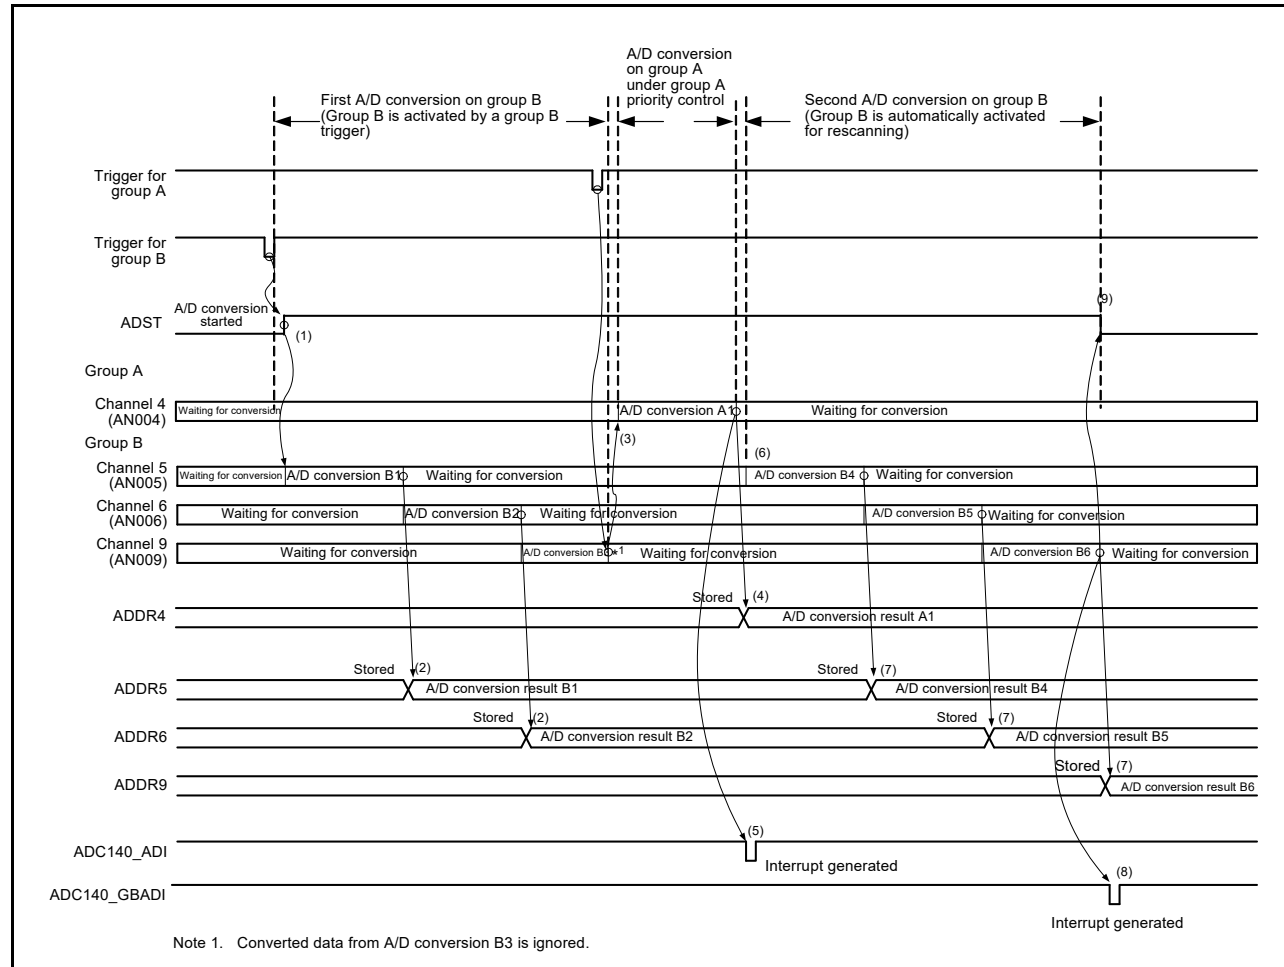 A/D conversion
on group A
under group A
priority control
First A/D conversion on group B
(Group B is activated by a group B
trigger)
Second A/D conversion on group B
(Group B is automatically activated
for rescanning)
Trigger for
group A
Trigger for
group B
A/D conversion
started
ADST
(1)
(9)
Group A
Channel 4
(AN004)
Waiting for conversion
A/D conversion A1
Waiting for conversion
(3)
Group B
(6)
Channel 5
(AN005)
Waiting for conversion
A/D conversion B1
Waiting for conversion
A/D conversion B4
Waiting for conversion
Channel 6
(AN006)
Waiting for conversion
A/D conversion B2
Waiting for conversion
A/D conversion B5
Waiting for conversion
Channel 9
(AN009)
Waiting for conversion
A/D conversion B3
*1
Waiting for conversion
A/D conversion B6
Waiting for conversion
Stored
(4)
ADDR4
A/D conversion result A1
Stored
(2)
Stored
(7)
ADDR5
A/D conversion result B1
A/D conversion result B4
Stored
(2)
Stored
(7)
ADDR6
A/D conversion result B2
A/D conversion result B5
Stored
(7)
ADDR9
A/D conversion result B6
(5)
ADC140_ADI
Interrupt generated
(8)
ADC140_GBADI
Interrupt generated
Note 1. Converted data from A/D conversion B3 is ignored.